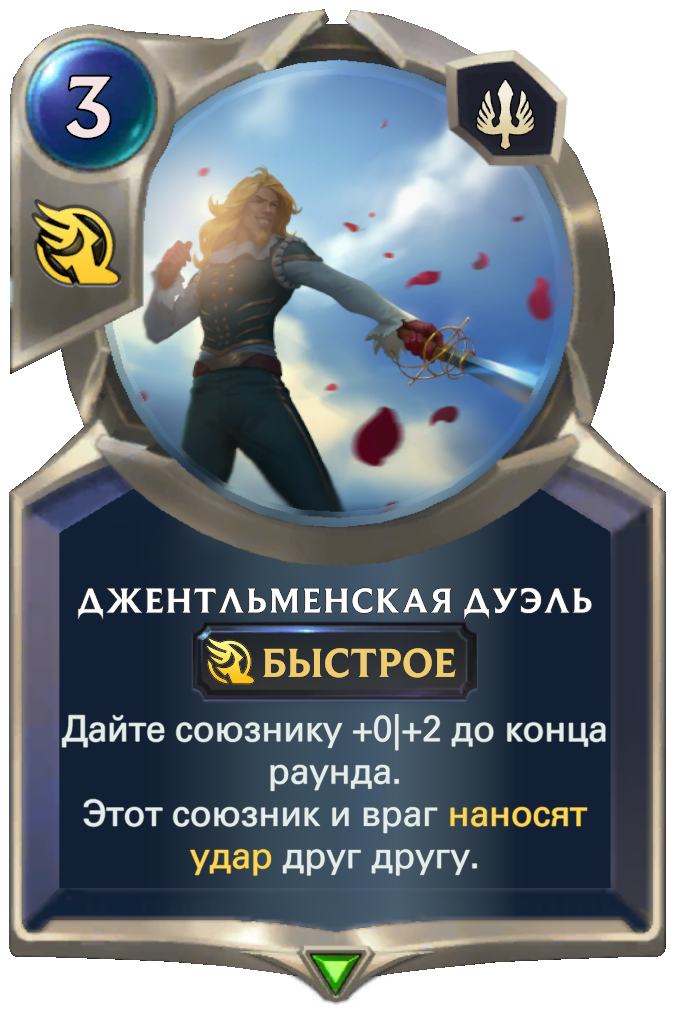 3
ДЖЕНТЛЬМЕНСКАЯ ДУЭЛЬ
БЫСТРОЕ
Дайте союзнику +0|+2 до конца
раунда.
Этот союзник и враг наносят
удар друг другу.